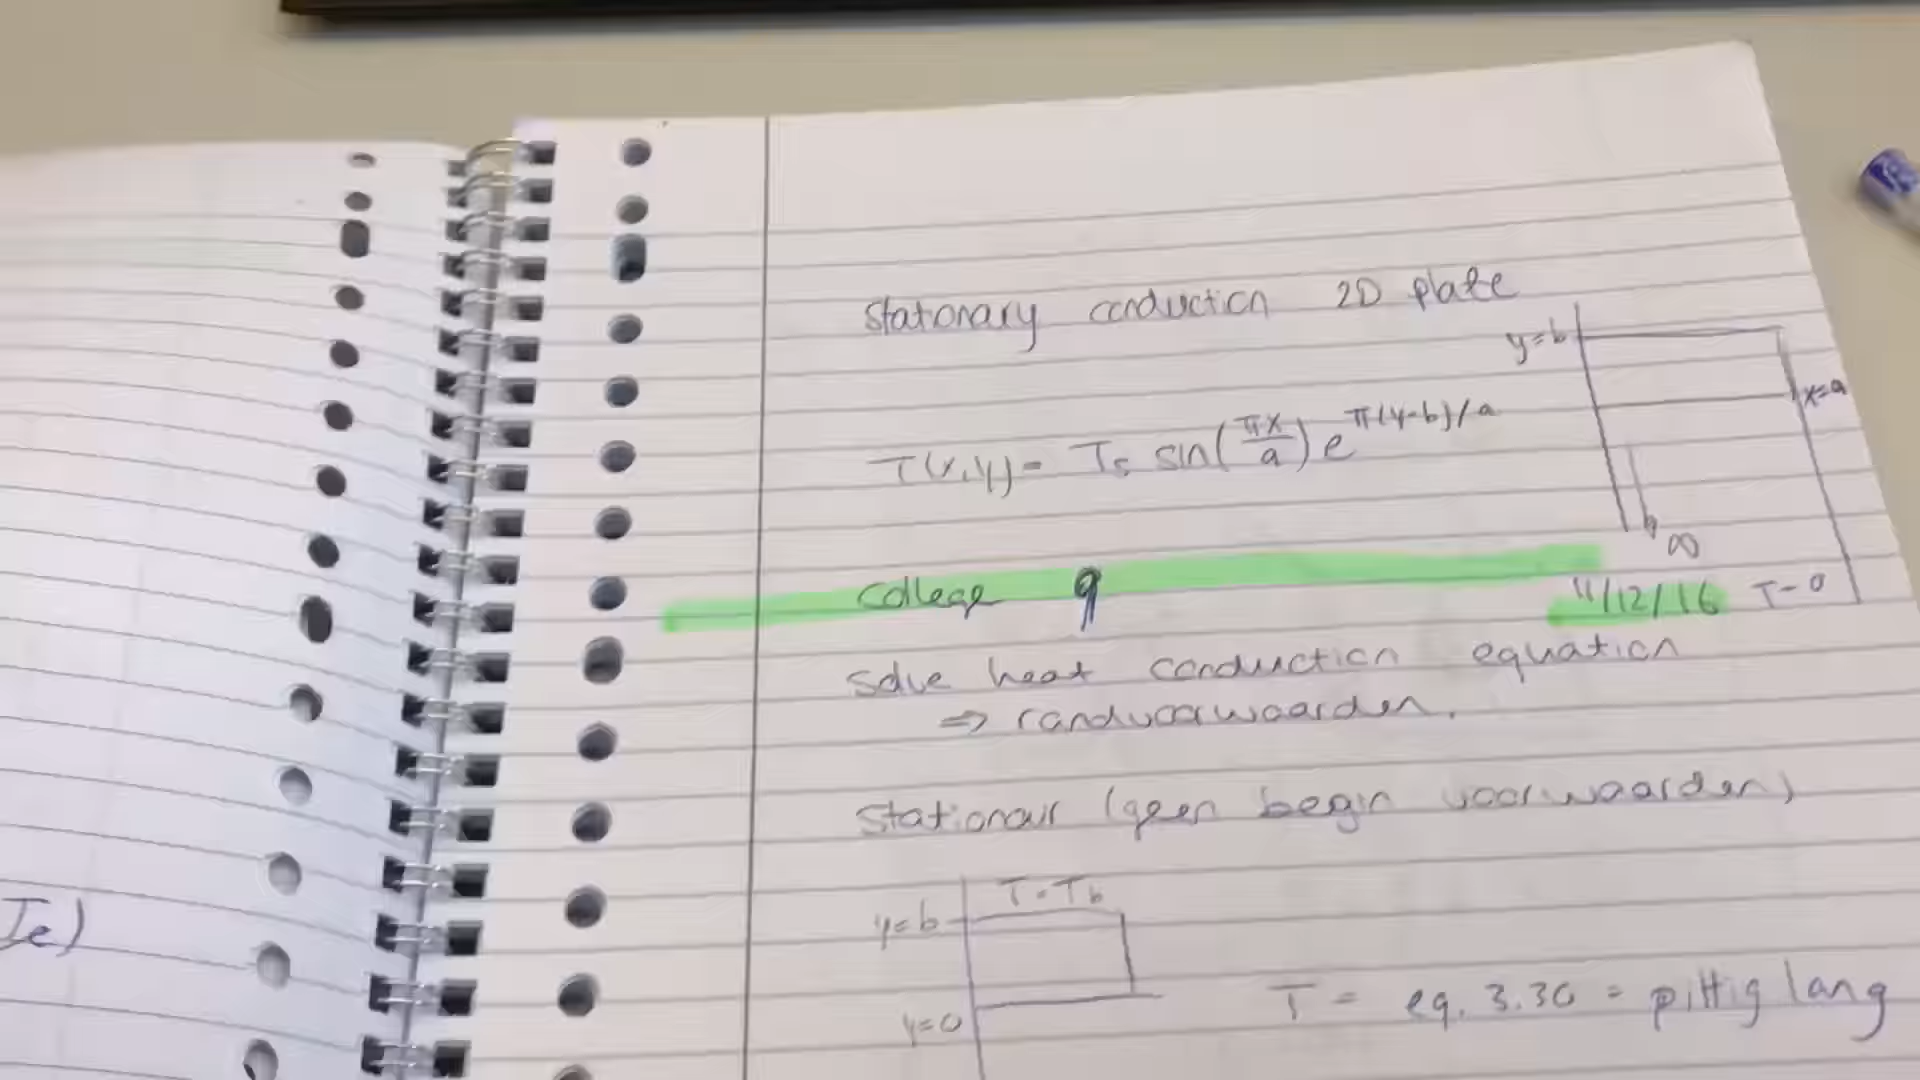 Te)
Stationary conduction 2D plate
y=b
x=a
T(x,y)= Ts sin(πx/a) e^π(y-b)/a
∞
College 9 11/12/16 T=0
solve heat conduction equation
=> randvoorwaarden.
stationair (geen begin voorwaarden)
T=Tb
y=b
T = eq. 3.30 = pittig lang
y=0